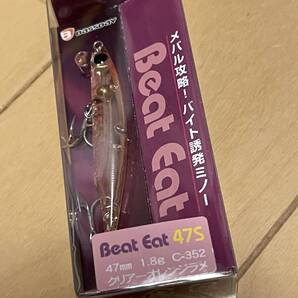 Bassday
Beat Eat
メバル攻略！バイト誘発ミノー
Beat Eat 47S
47mm 1.8g C-352
クリアーオレンジラメ